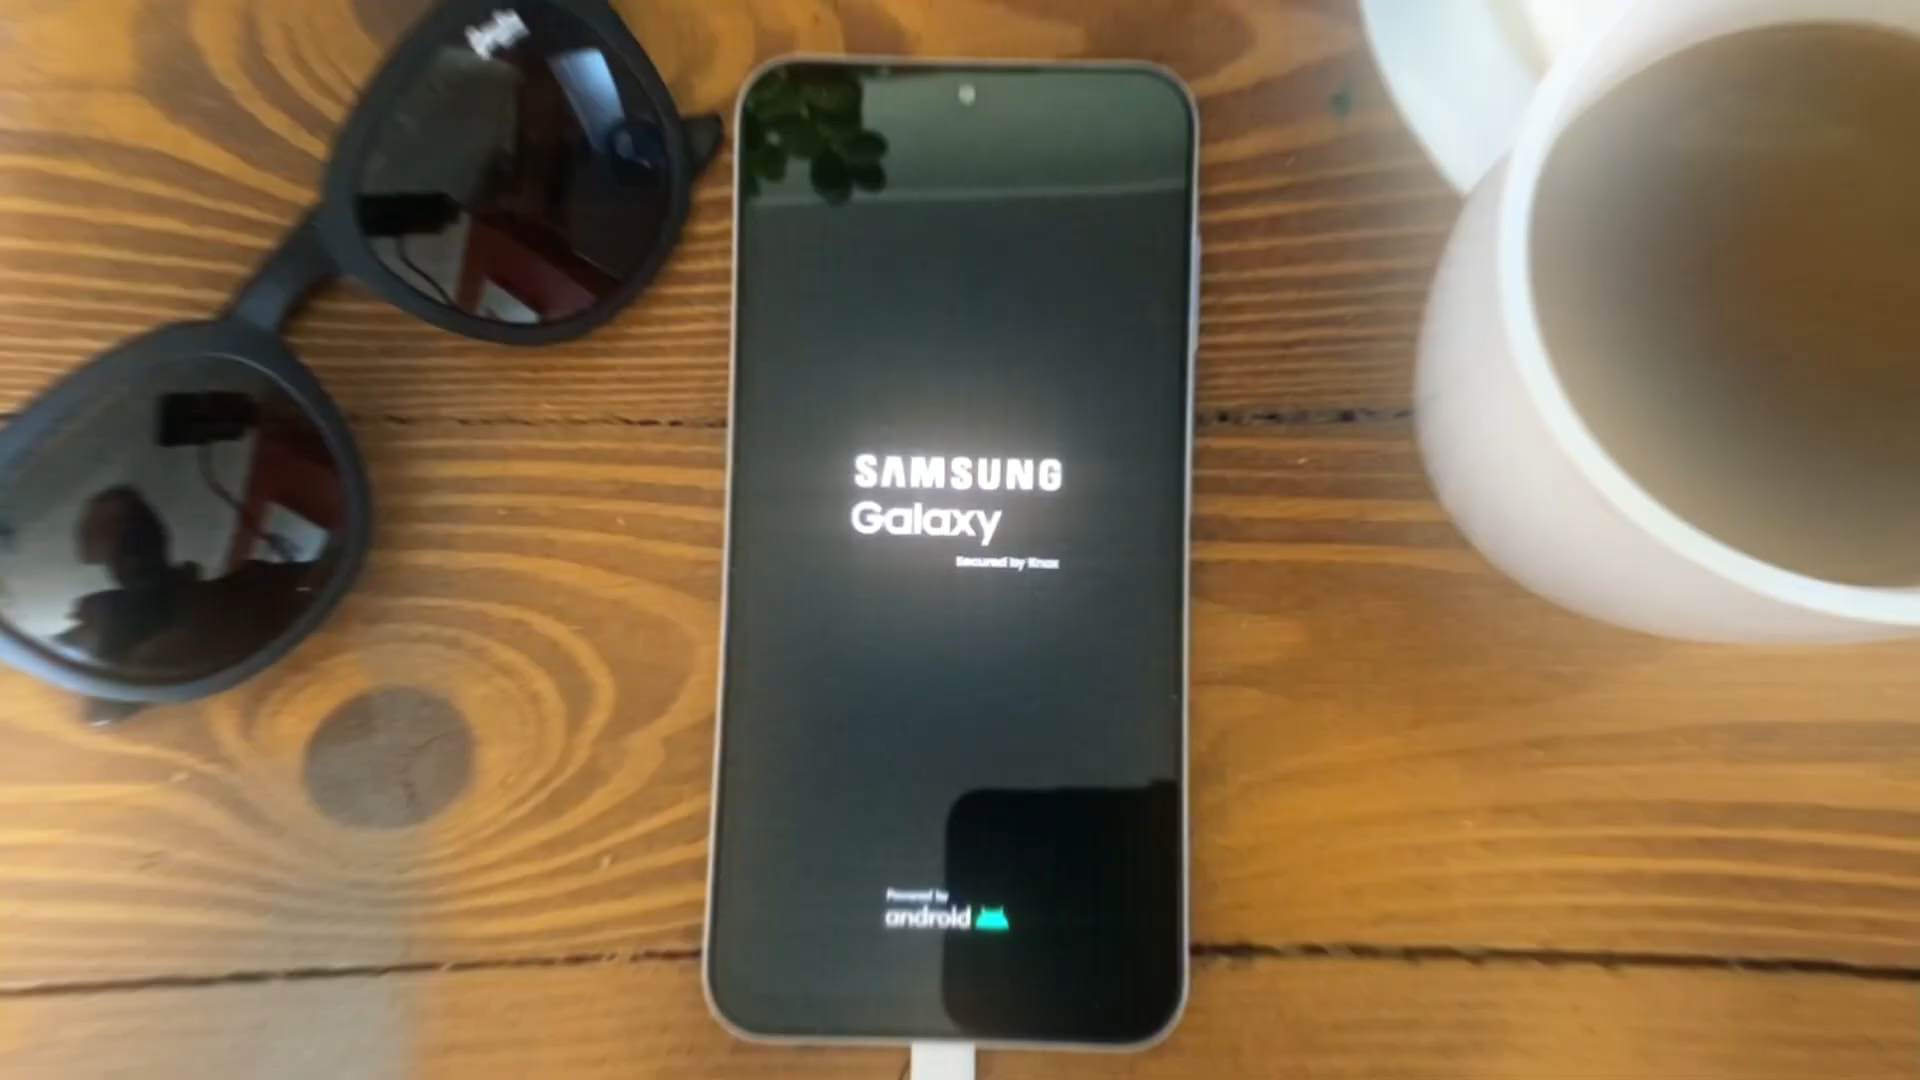 SAMSUNG
Galaxy
Secured by Knox
Powered by
android